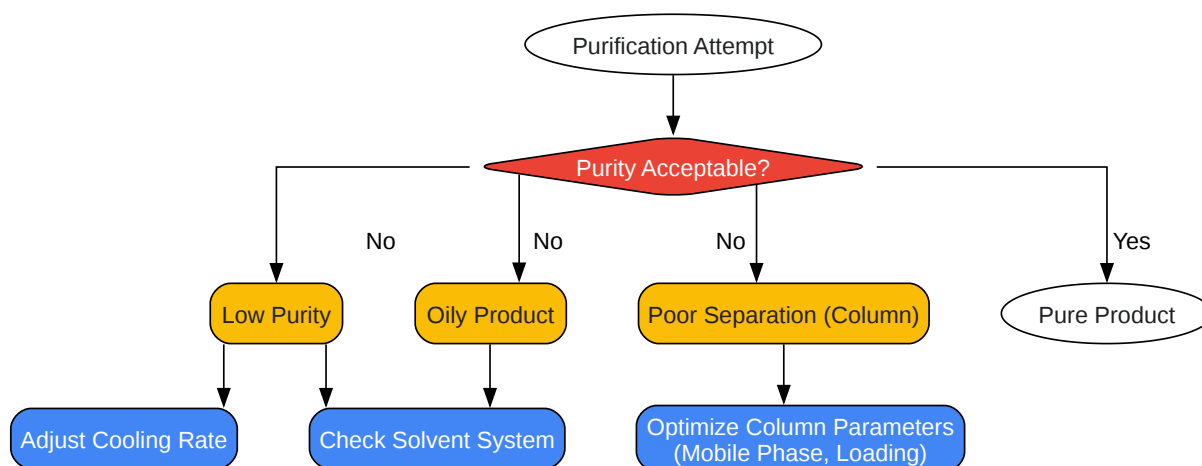 Purification Attempt
Purity Acceptable?
No
No
No
Yes
Low Purity
Oily Product
Poor Separation (Column)
Pure Product
Adjust Cooling Rate
Check Solvent System
Optimize Column Parameters
(Mobile Phase, Loading)